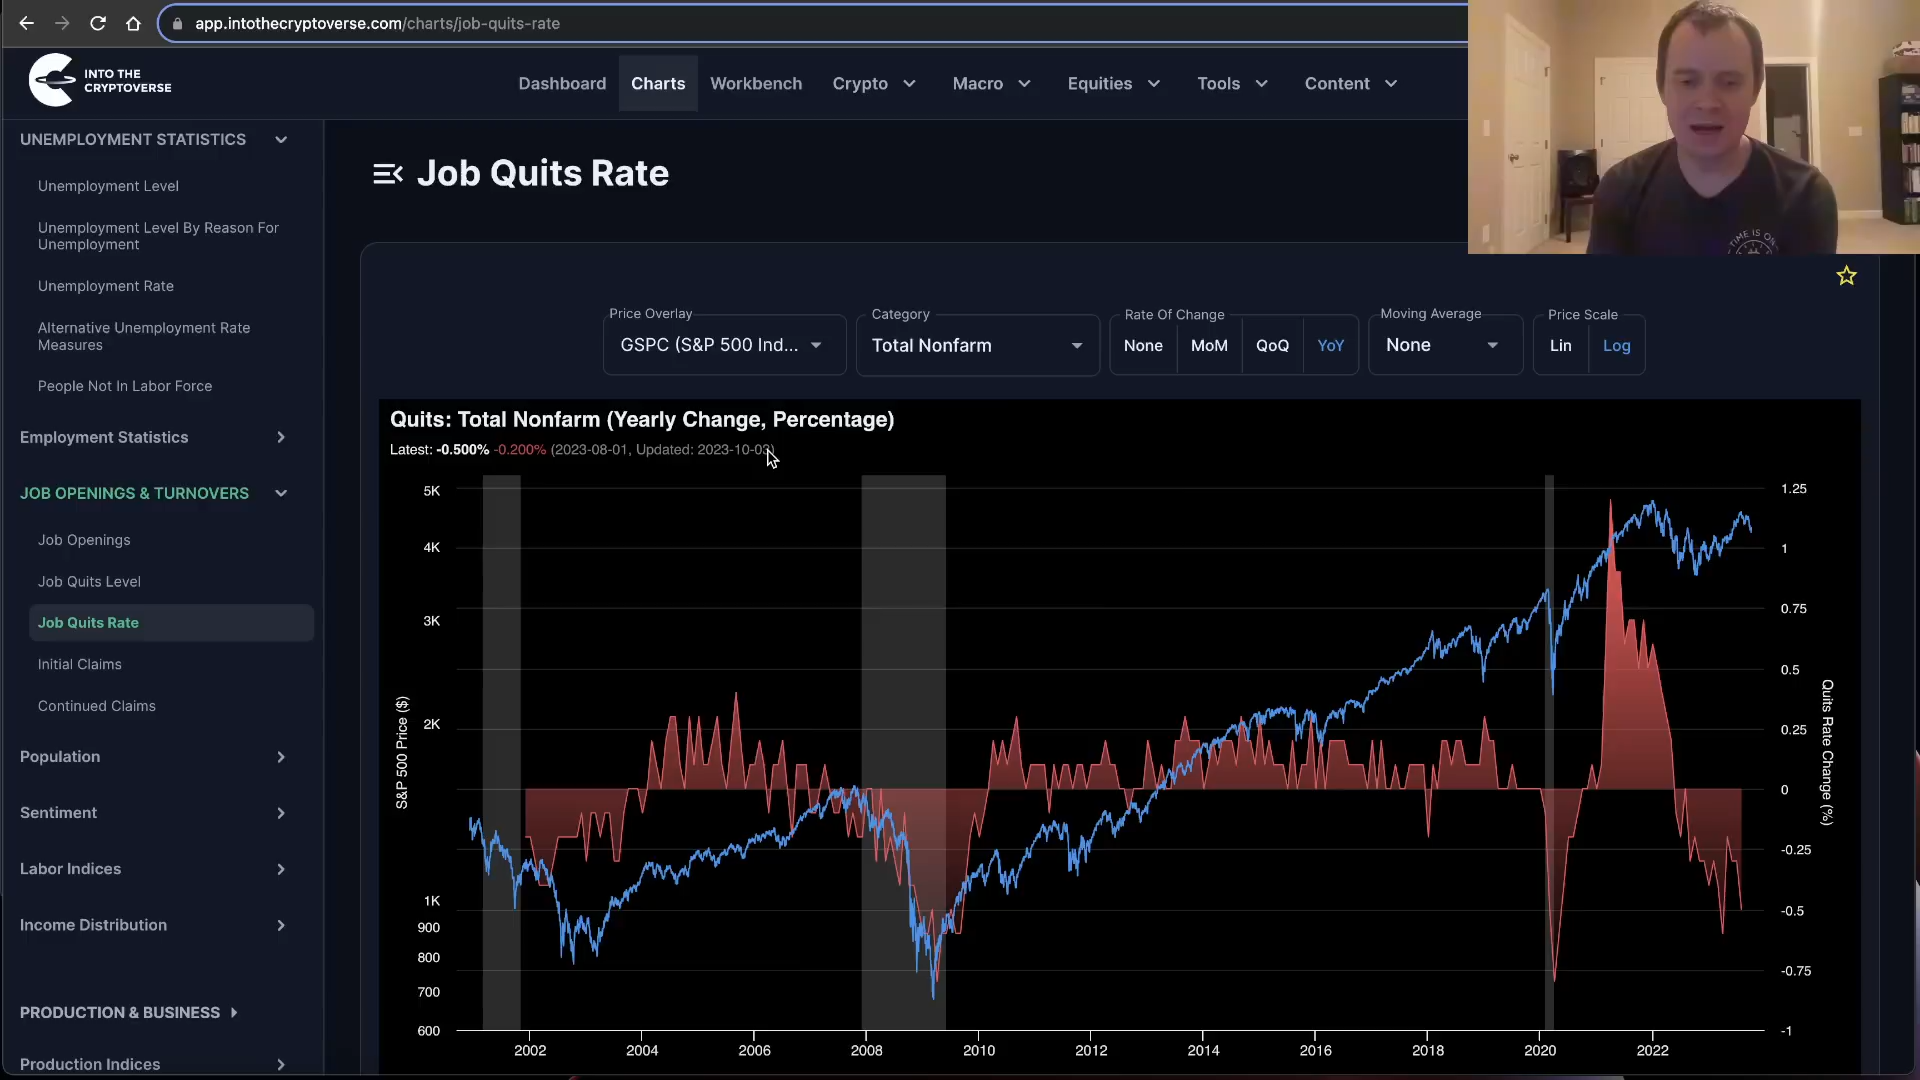 app.intothecryptoverse.com/charts/job-quits-rate
INTO THE
CRYPTOVERSE
Dashboard
Charts
Workbench
Crypto
Macro
Equities
Tools
Content
UNEMPLOYMENT STATISTICS
Unemployment Level
Unemployment Level By Reason For
Unemployment
Unemployment Rate
Alternative Unemployment Rate
Measures
People Not In Labor Force
Employment Statistics
JOB OPENINGS & TURNOVERS
Job Openings
Job Quits Level
Job Quits Rate
Initial Claims
Continued Claims
Population
Sentiment
Labor Indices
Income Distribution
PRODUCTION & BUSINESS
Production Indices
Job Quits Rate
TIME IS ON
Price Overlay
GSPC (S&P 500 Ind...
Category
Total Nonfarm
Rate Of Change
None
MoM
QoQ
YoY
Moving Average
None
Price Scale
Lin
Log
Quits: Total Nonfarm (Yearly Change, Percentage)
Latest: -0.500% -0.200% (2023-08-01, Updated: 2023-10-03)
S&P 500 Price ($)
5K
4K
3K
2K
1K
900
800
700
600
1.25
1
0.75
0.5
0.25
0
-0.25
-0.5
-0.75
-1
Quits Rate Change (%)
2002
2004
2006
2008
2010
2012
2014
2016
2018
2020
2022